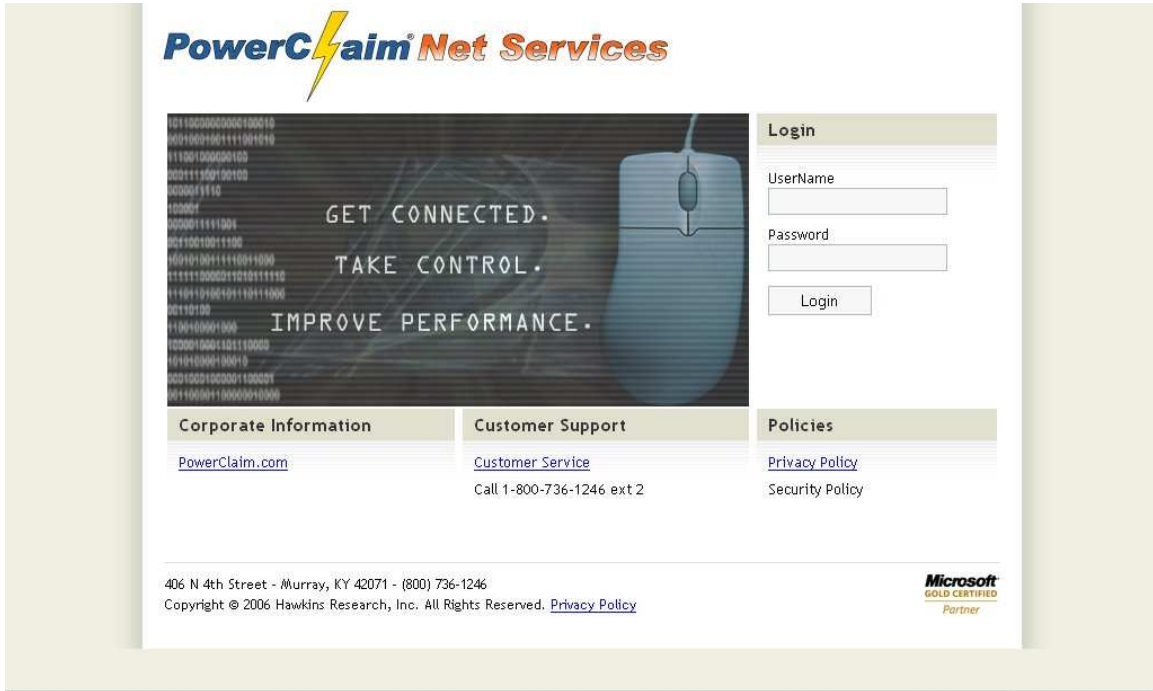 PowerClaim® Net Services
GET CONNECTED.
TAKE CONTROL.
IMPROVE PERFORMANCE.
Login
UserName
Password
Login
Corporate Information
PowerClaim.com
Customer Support
Customer Service
Call 1-800-736-1246 ext 2
Policies
Privacy Policy
Security Policy
406 N 4th Street - Murray, KY 42071 - (800) 736-1246
Copyright © 2006 Hawkins Research, Inc. All Rights Reserved. Privacy Policy
Microsoft
GOLD CERTIFIED
Partner